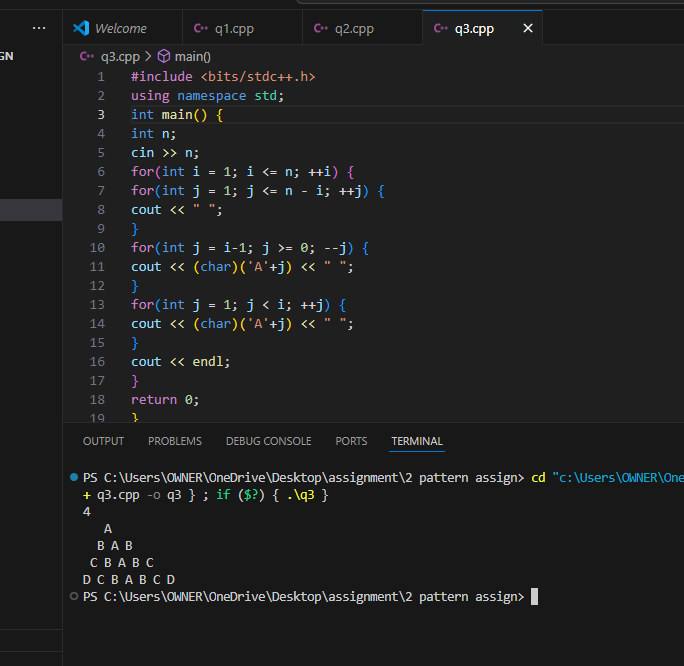 ... Welcome q1.cpp q2.cpp q3.cpp ×
GN
q3.cpp > main()
1 #include <bits/stdc++.h>
2 using namespace std;
3 int main() {
4 int n;
5 cin >> n;
6 for(int i = 1; i <= n; ++i) {
7 for(int j = 1; j <= n - i; ++j) {
8 cout << " ";
9 }
10 for(int j = i-1; j >= 0; --j) {
11 cout << (char)('A'+j) << " ";
12 }
13 for(int j = 1; j < i; ++j) {
14 cout << (char)('A'+j) << " ";
15 }
16 cout << endl;
17 }
18 return 0;
19 }
OUTPUT PROBLEMS DEBUG CONSOLE PORTS TERMINAL
PS C:\Users\OWNER\OneDrive\Desktop\assignment\2 pattern assign> cd "c:\Users\OWNER\One
+ q3.cpp -o q3 } ; if ($?) { .\q3 }
4
A
B A B
C B A B C
D C B A B C D
PS C:\Users\OWNER\OneDrive\Desktop\assignment\2 pattern assign>